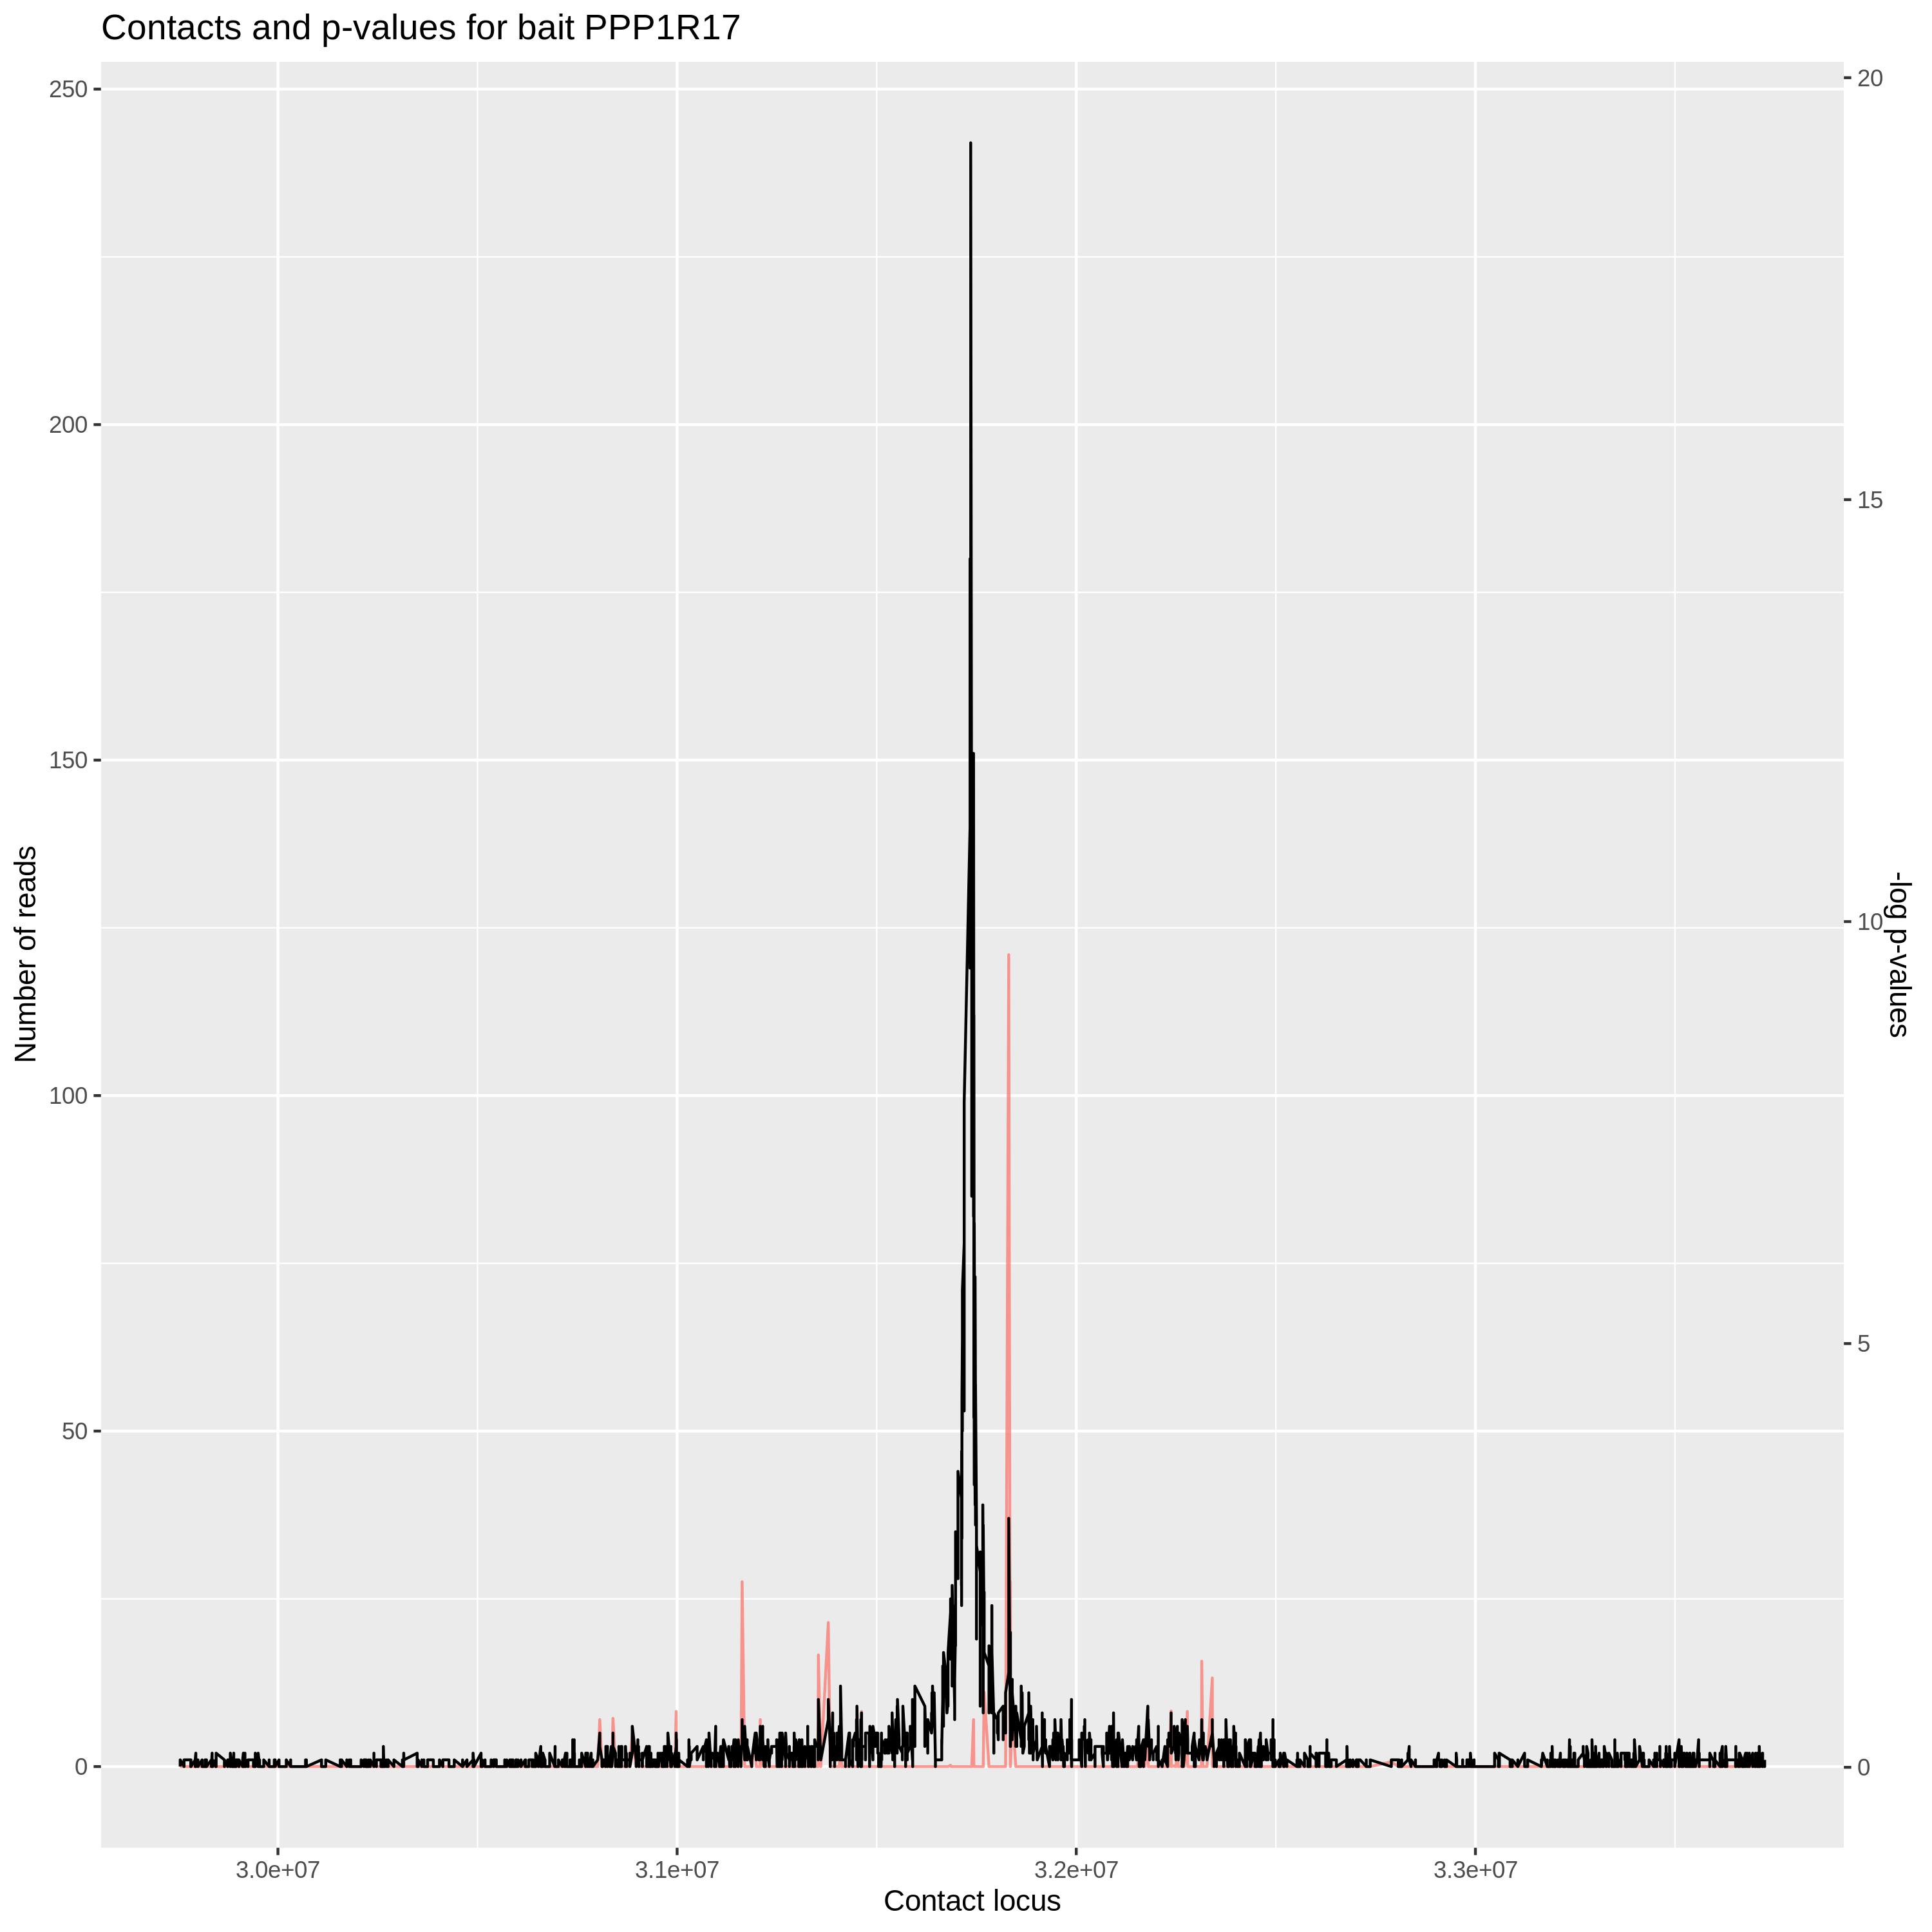 Contacts and p-values for bait PPP1R17
Number of reads
250
200
150
100
50
0
20
15
10
5
0
-log p-values
3.0e+07 3.1e+07 3.2e+07 3.3e+07
Contact locus